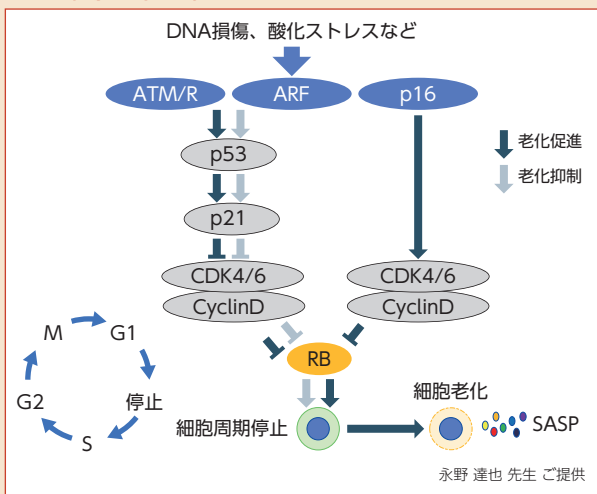 DNA損傷、酸化ストレスなど
ATM/R
ARF
p16
老化促進
老化抑制
p53
p21
CDK4/6
CyclinD
CDK4/6
CyclinD
RB
M
G1
G2
停止
S
細胞周期停止
細胞老化
SASP
永野 達也 先生 ご提供